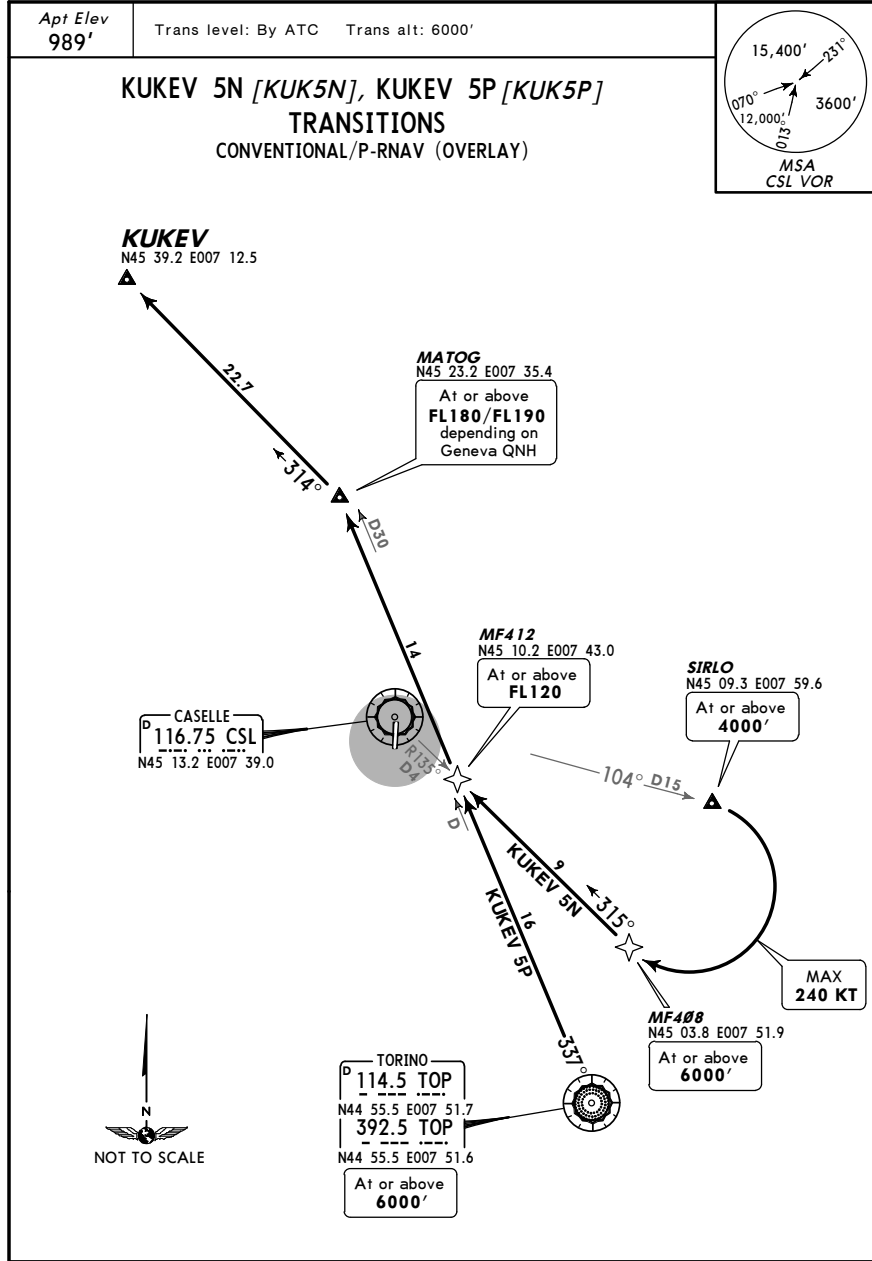 Apt Elev
989'
Trans level: By ATC Trans alt: 6000'
15,400'
231°
070°
3600'
12,000'
013°
MSA
CSL VOR
KUKEV 5N [KUK5N], KUKEV 5P [KUK5P]
TRANSITIONS
CONVENTIONAL/P-RNAV (OVERLAY)
KUKEV
N45 39.2 E007 12.5
22.7
314°
MATOG
N45 23.2 E007 35.4
At or above
FL180/FL190
depending on
Geneva QNH
D30
14
MF412
N45 10.2 E007 43.0
At or above
FL120
SIRLO
N45 09.3 E007 59.6
At or above
4000'
D CASELLE
116.75 CSL
N45 13.2 E007 39.0
R135°
D4
D
104° D15
9
KUKEV 5N
315°
16
KUKEV 5P
337°
MAX
240 KT
MF4Ø8
N45 03.8 E007 51.9
At or above
6000'
D TORINO
114.5 TOP
N44 55.5 E007 51.7
392.5 TOP
N44 55.5 E007 51.6
At or above
6000'
N
NOT TO SCALE